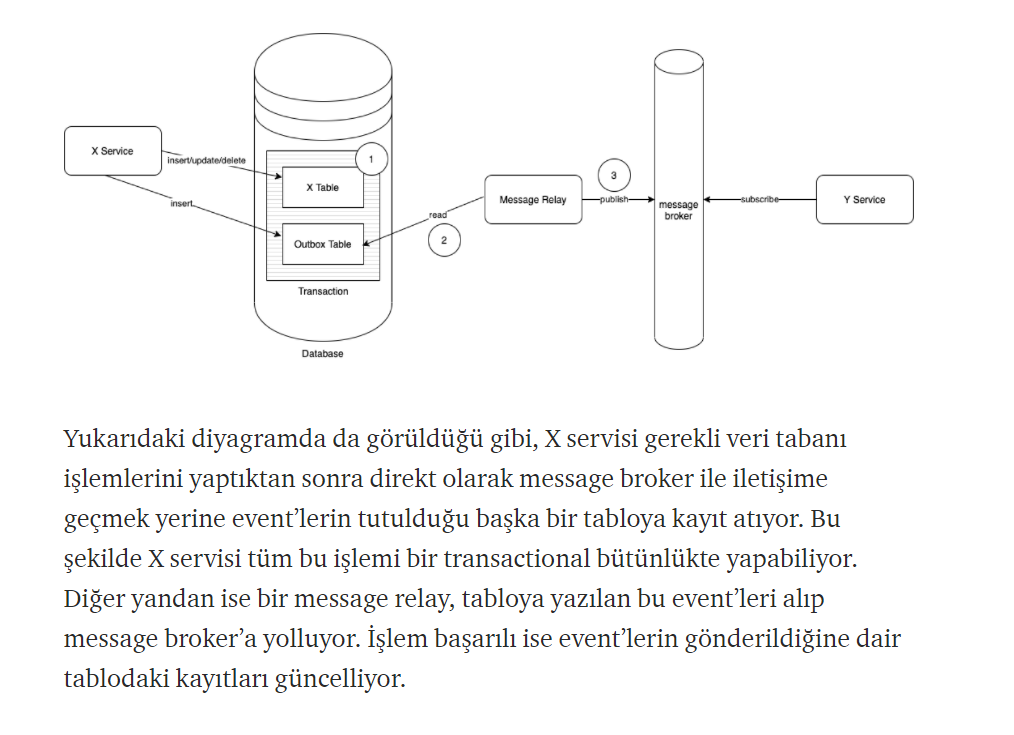 X Service
insert/update/delete
insert
1
X Table
Outbox Table
Transaction
Database
read
2
Message Relay
3
publish
message
broker
subscribe
Y Service
Yukarıdaki diyagramda da görüldüğü gibi, X servisi gerekli veri tabanı
işlemlerini yaptıktan sonra direkt olarak message broker ile iletişime
geçmek yerine event’lerin tutulduğu başka bir tabloya kayıt atıyor. Bu
şekilde X servisi tüm bu işlemi bir transactional bütünlükte yapabiliyor.
Diğer yandan ise bir message relay, tabloya yazılan bu event’leri alıp
message broker’a yolluyor. İşlem başarılı ise event’lerin gönderildiğine dair
tablodaki kayıtları güncelliyor.